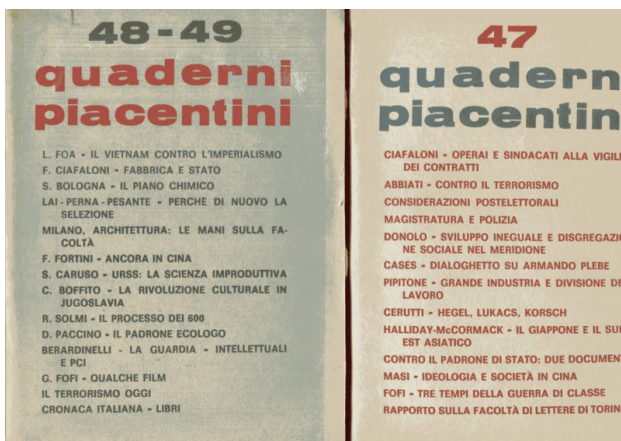 48-49
quaderni
piacentini
L. FOA - IL VIETNAM CONTRO L'IMPERIALISMO
F. CIAFALONI - FABBRICA E STATO
S. BOLOGNA - IL PIANO CHIMICO
LAI - PERNA - PESANTE - PERCHÈ DI NUOVO LA
SELEZIONE
MILANO, ARCHITETTURA: LE MANI SULLA FA-
COLTÀ
F. FORTINI - ANCORA IN CINA
S. CARUSO - URSS: LA SCIENZA IMPRODUTTIVA
C. BOFFITO - LA RIVOLUZIONE CULTURALE IN
JUGOSLAVIA
R. SOLMI - IL PROCESSO DEI 600
D. PACCINO - IL PADRONE ECOLOGO
BERARDINELLI - LA GUARDIA - INTELLETTUALI
E PCI
G. FOFI - QUALCHE FILM
IL TERRORISMO OGGI
CRONACA ITALIANA - LIBRI
47
quadern
piacentin
CIAFALONI - OPERAI E SINDACATI ALLA VIGIL
DEI CONTRATTI
ABBIATI - CONTRO IL TERRORISMO
CONSIDERAZIONI POSTELETTORALI
MAGISTRATURA E POLIZIA
DONOLO - SVILUPPO INEGUALE E DISGREGAZIO
NE SOCIALE NEL MERIDIONE
CASES - DIALOGHETTO SU ARMANDO PLEBE
PIPITONE - GRANDE INDUSTRIA E DIVISIONE DE
LAVORO
CERUTTI - HEGEL, LUKACS, KORSCH
HALLIDAY-McCORMACK - IL GIAPPONE E IL SU
EST ASIATICO
CONTRO IL PADRONE DI STATO: DUE DOCUMEN
MASI - IDEOLOGIA E SOCIETÀ IN CINA
FOFI - TRE TEMPI DELLA GUERRA DI CLASSE
RAPPORTO SULLA FACOLTÀ DI LETTERE DI TORIN